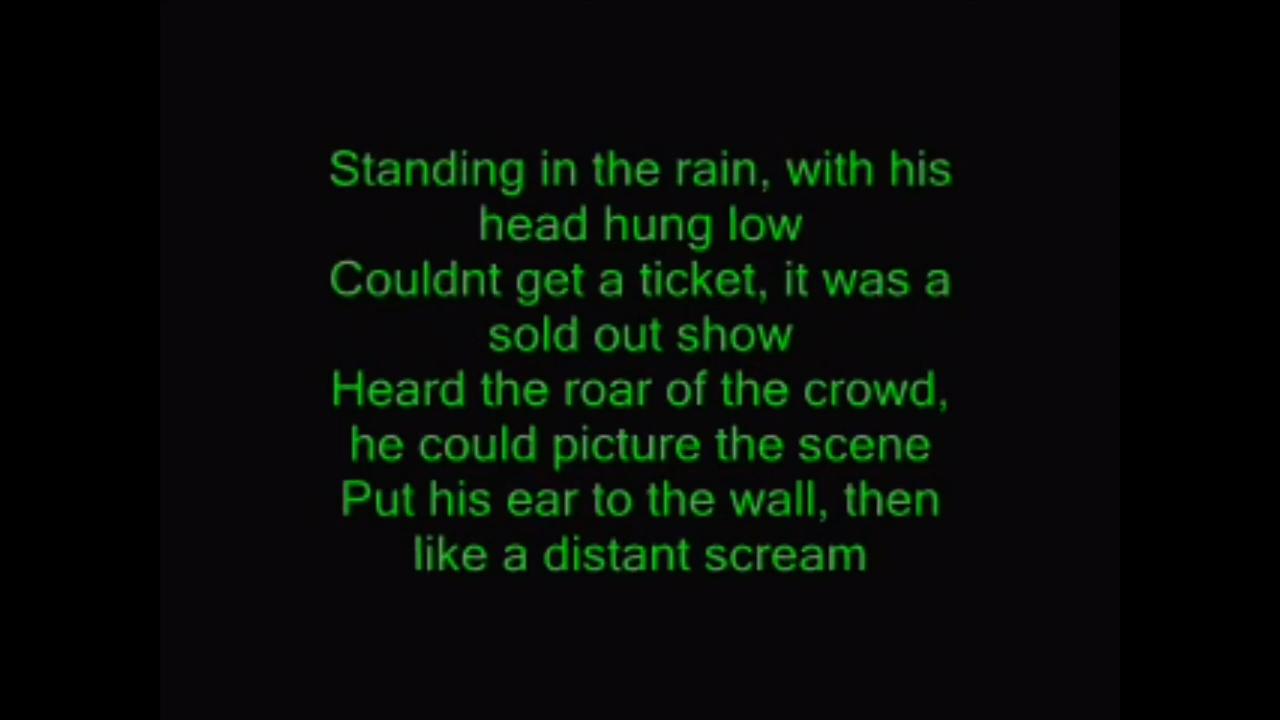 Standing in the rain, with his
head hung low
Couldnt get a ticket, it was a
sold out show
Heard the roar of the crowd,
he could picture the scene
Put his ear to the wall, then
like a distant scream